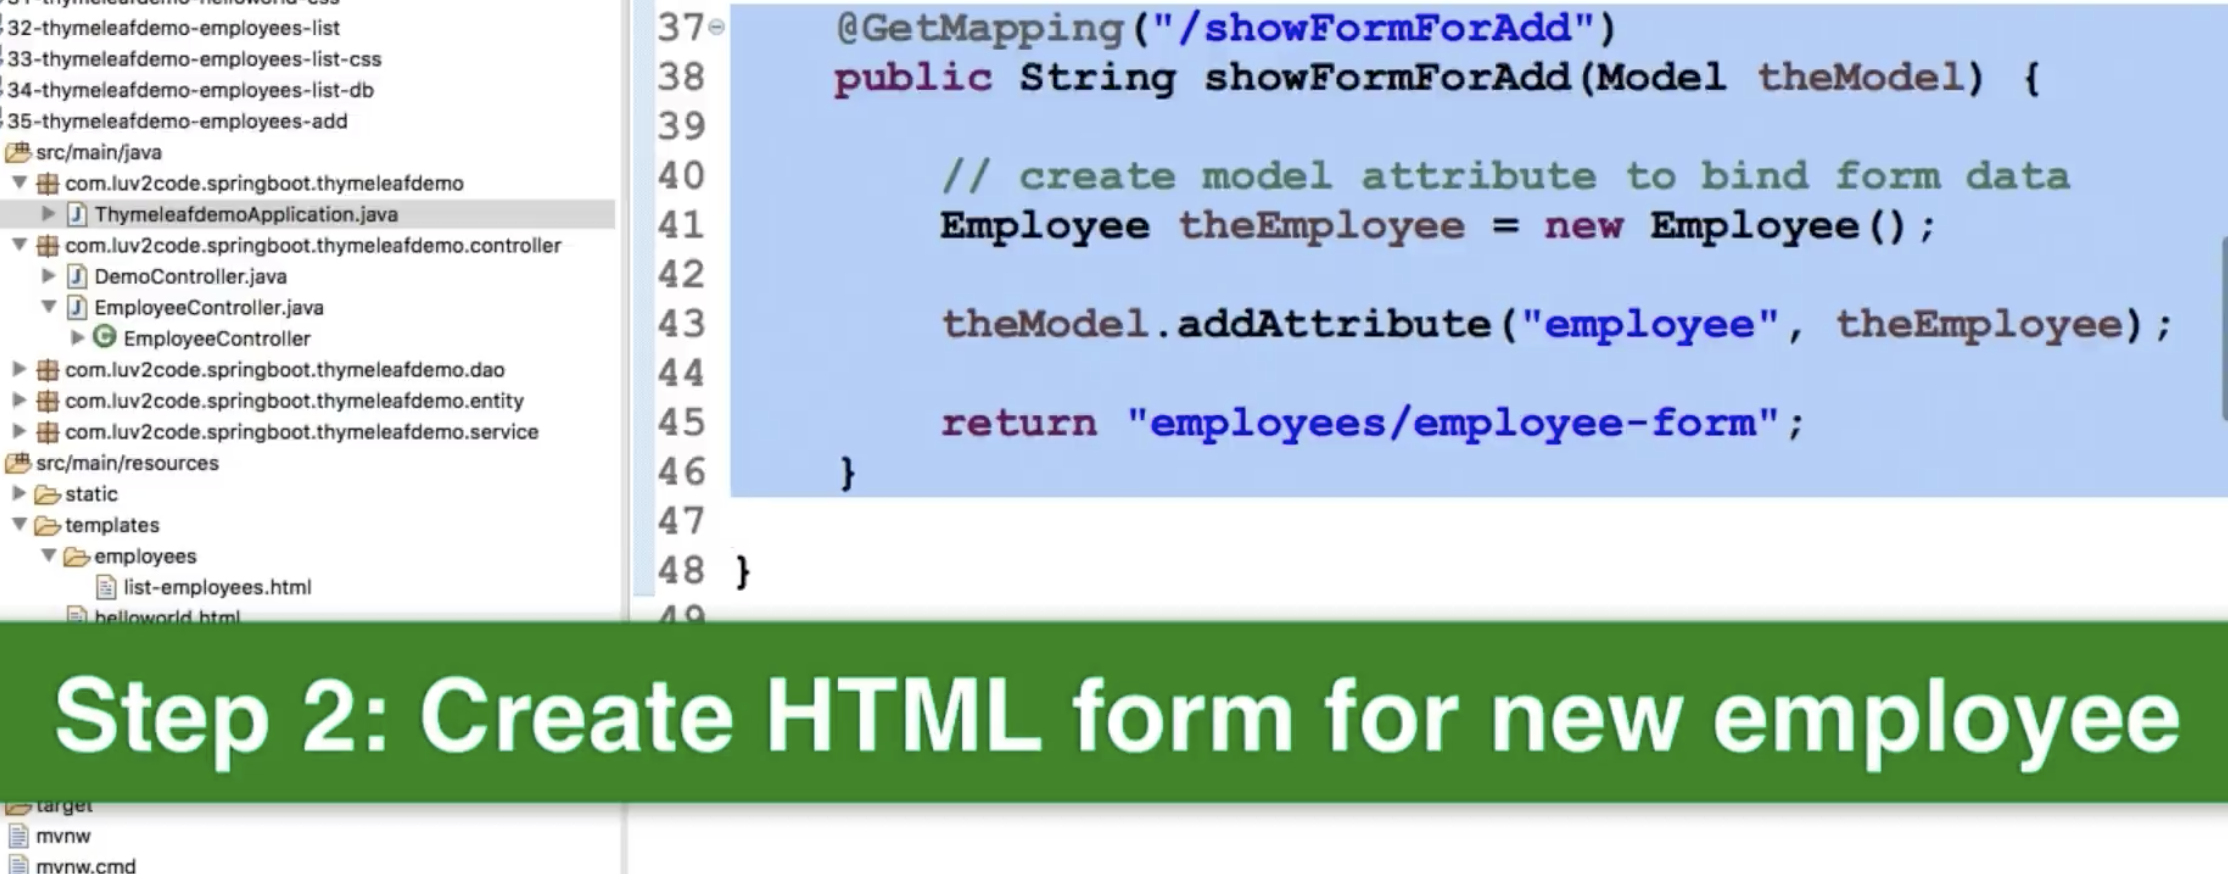 32-thymeleafdemo-employees-list
33-thymeleafdemo-employees-list-css
34-thymeleafdemo-employees-list-db
35-thymeleafdemo-employees-add
src/main/java
com.luv2code.springboot.thymeleafdemo
ThymeleafdemoApplication.java
com.luv2code.springboot.thymeleafdemo.controller
DemoController.java
EmployeeController.java
EmployeeController
com.luv2code.springboot.thymeleafdemo.dao
com.luv2code.springboot.thymeleafdemo.entity
com.luv2code.springboot.thymeleafdemo.service
src/main/resources
static
templates
employees
list-employees.html
helloworld.html
target
mvnw
mvnw.cmd
37 @GetMapping("/showFormForAdd")
38 public String showFormForAdd(Model theModel) {
39
40 // create model attribute to bind form data
41 Employee theEmployee = new Employee();
42
43 theModel.addAttribute("employee", theEmployee);
44
45 return "employees/employee-form";
46 }
47
48 }
49
Step 2: Create HTML form for new employee